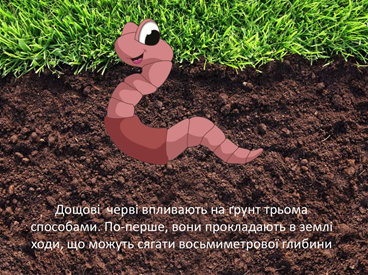 Дощові  черві впливають на ґрунт трьома
способами. По-перше, вони прокладають в землі
ходи, що можуть сягати восьмиметрової глибини